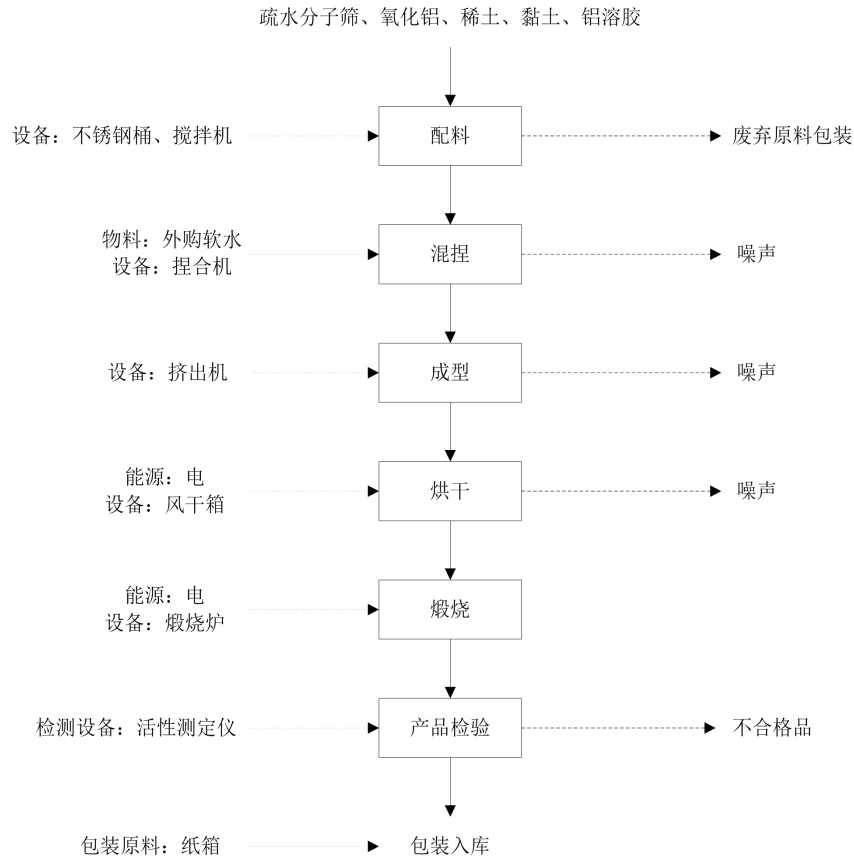 疏水分子筛、氧化铝、稀土、黏土、铝溶胶
设备：不锈钢桶、搅拌机
配料
废弃原料包装
物料：外购软水
设备：捏合机
混捏
噪声
设备：挤出机
成型
噪声
能源：电
设备：风干箱
烘干
噪声
能源：电
设备：煅烧炉
煅烧
检测设备：活性测定仪
产品检验
不合格品
包装原料：纸箱
包装入库